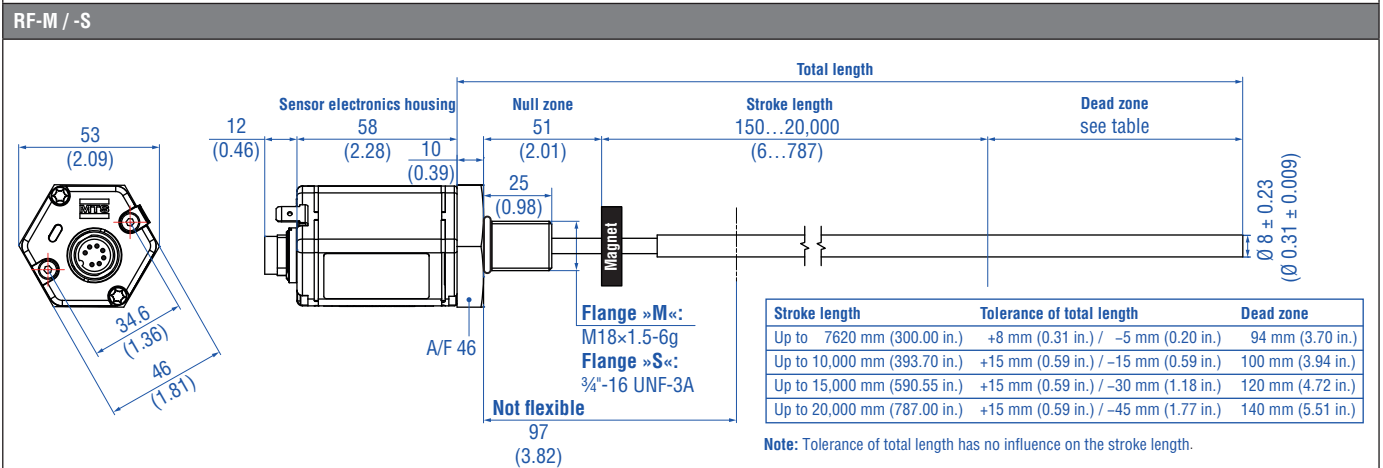 RF-M / -S
Total length
Sensor electronics housing
Null zone
Stroke length
Dead zone
53
(2.09)
12
(0.46)
58
(2.28)
10
(0.39)
51
(2.01)
150…20,000
(6…787)
see table
25
(0.98)
MTS
Magnet
Ø 8 ± 0.23
(Ø 0.31 ± 0.009)
34.6
(1.36)
46
(1.81)
A/F 46
Flange »M«:
M18×1.5-6g
Flange »S«:
¾"-16 UNF-3A
Not flexible
97
(3.82)
Stroke length Tolerance of total length Dead zone
Up to 7620 mm (300.00 in.) +8 mm (0.31 in.) / −5 mm (0.20 in.) 94 mm (3.70 in.)
Up to 10,000 mm (393.70 in.) +15 mm (0.59 in.) / −15 mm (0.59 in.) 100 mm (3.94 in.)
Up to 15,000 mm (590.55 in.) +15 mm (0.59 in.) / −30 mm (1.18 in.) 120 mm (4.72 in.)
Up to 20,000 mm (787.00 in.) +15 mm (0.59 in.) / −45 mm (1.77 in.) 140 mm (5.51 in.)
Note: Tolerance of total length has no influence on the stroke length.